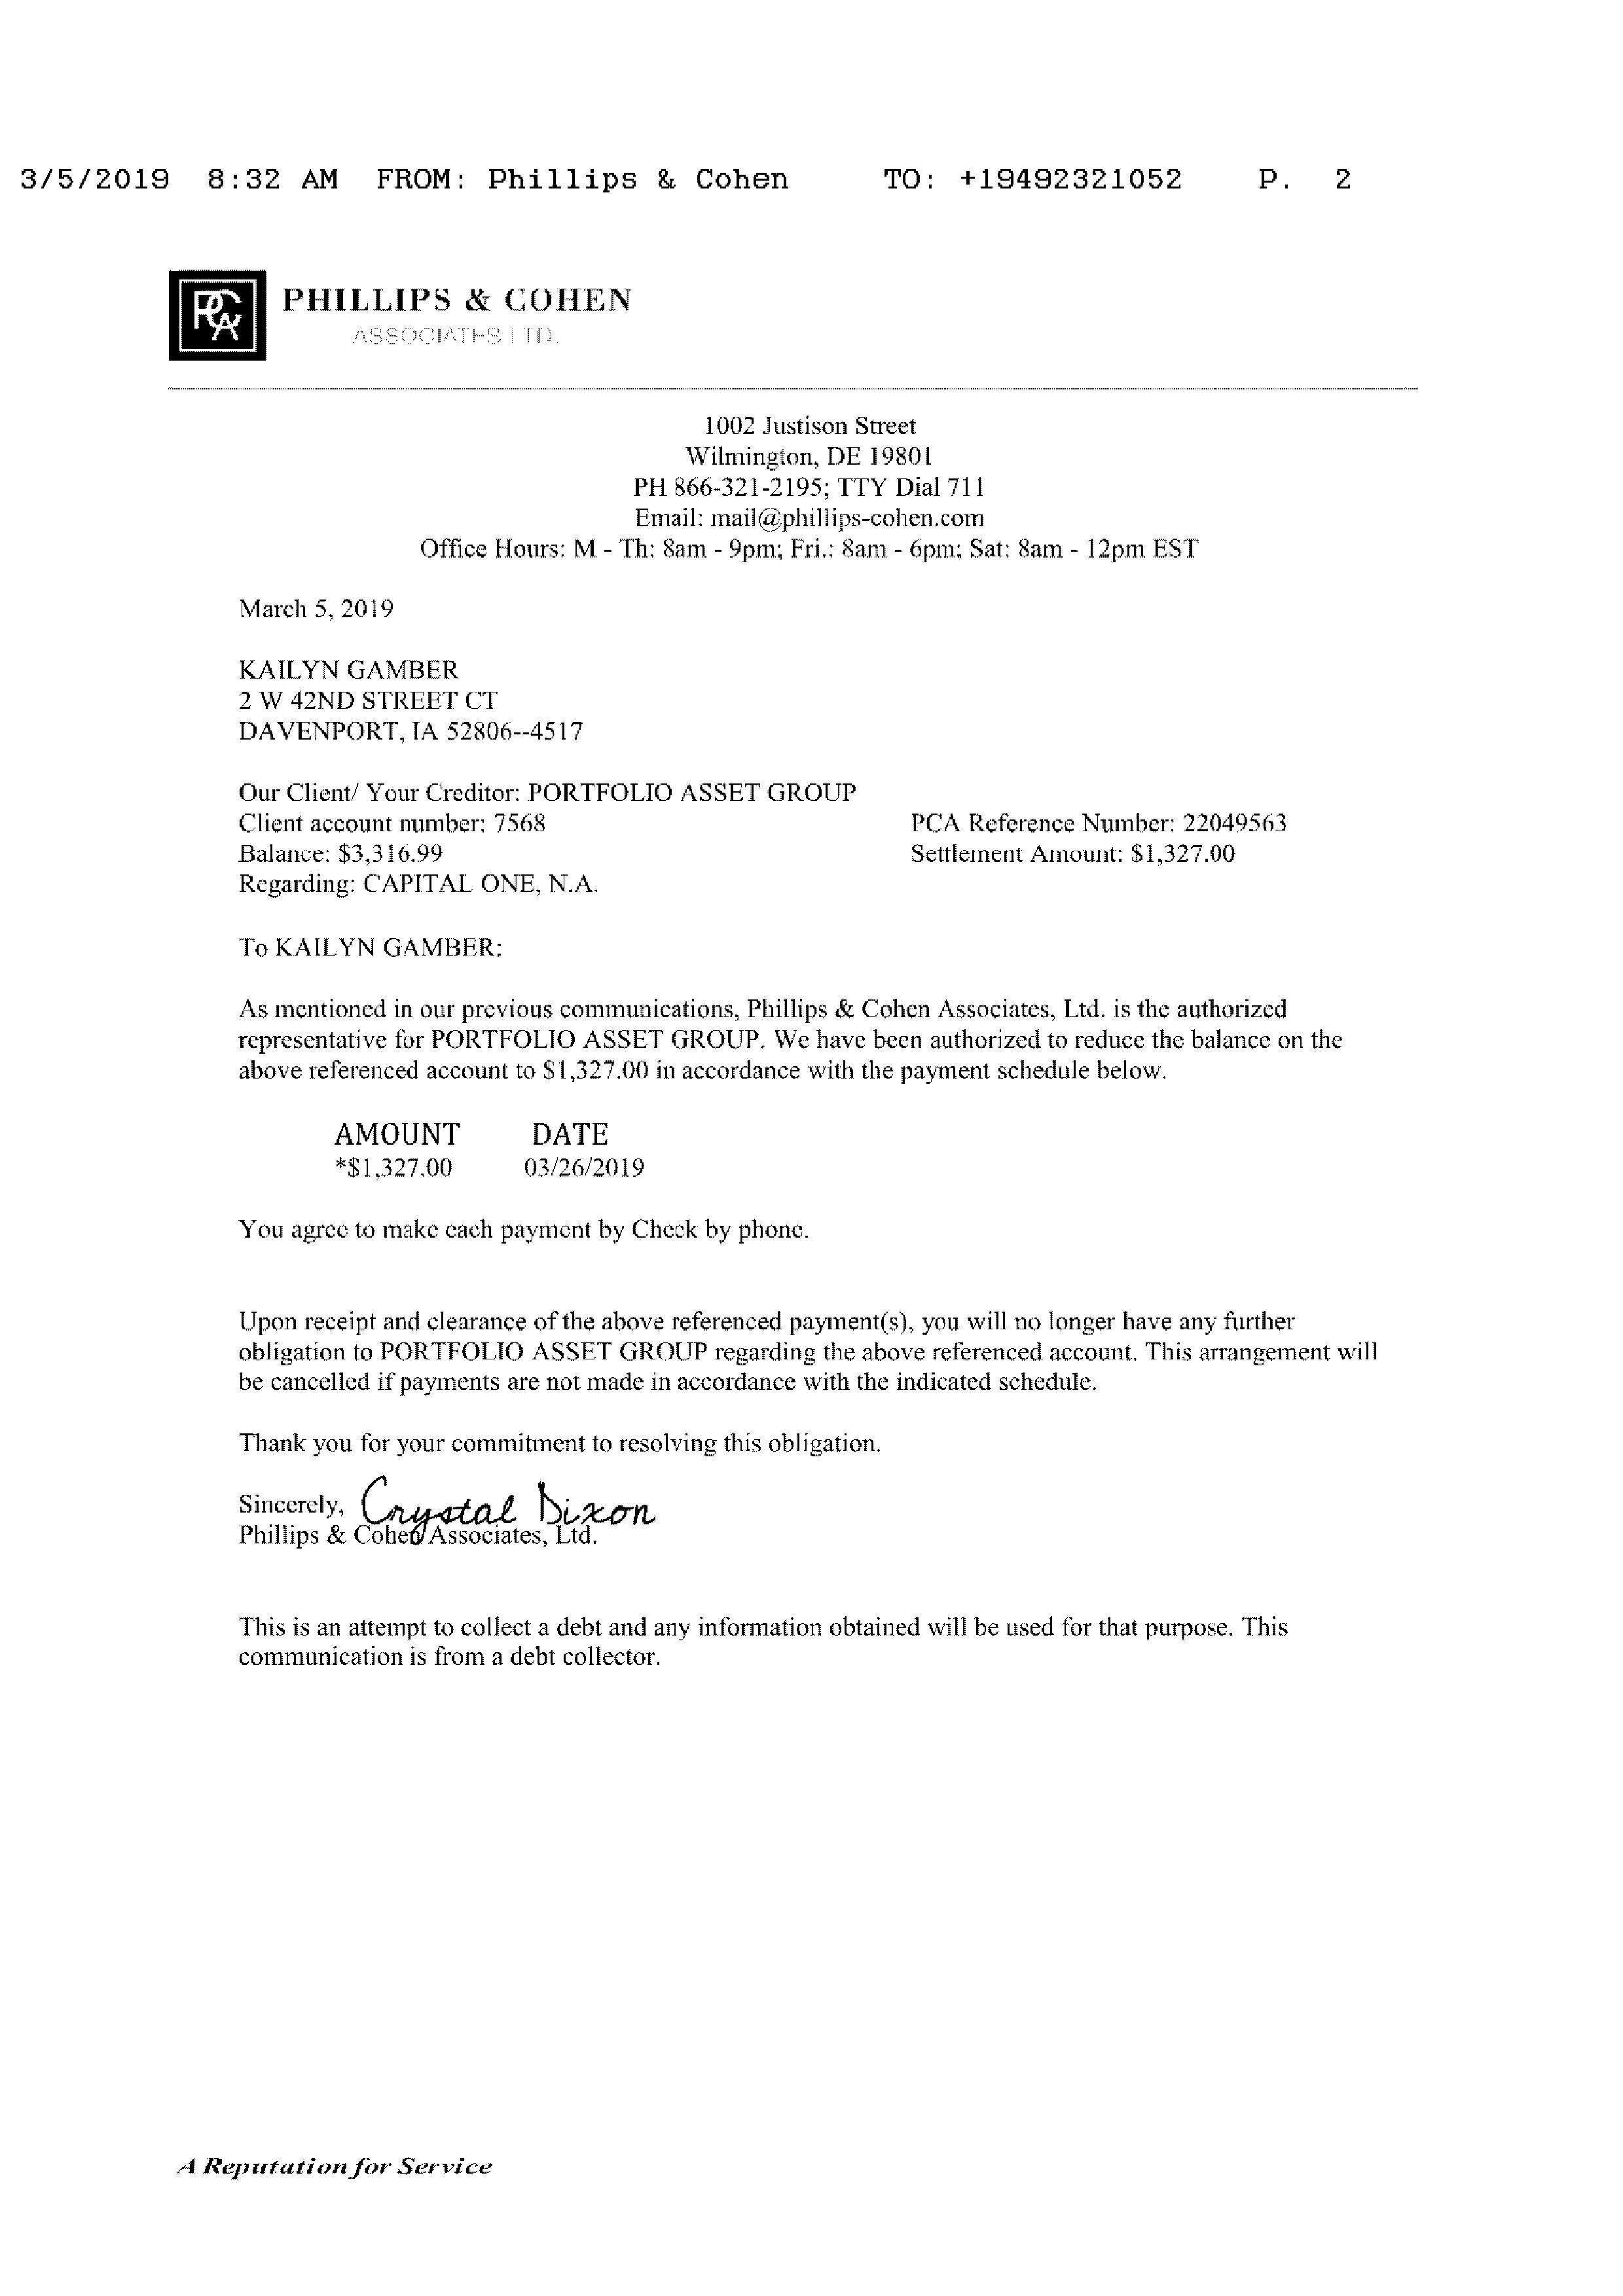 3/5/2019 8:32 AM FROM: Phillips & Cohen TO: +19492321052 P. 2
PCA
PHILLIPS & COHEN
ASSOCIATES LTD.
1002 Justison Street
Wilmington, DE 19801
PH 866-321-2195; TTY Dial 711
Email: mail@phillips-cohen.com
Office Hours: M - Th: 8am - 9pm; Fri.: 8am - 6pm; Sat: 8am - 12pm EST
March 5, 2019
KAILYN GAMBER
2 W 42ND STREET CT
DAVENPORT, IA 52806--4517
Our Client/ Your Creditor: PORTFOLIO ASSET GROUP
Client account number: 7568 PCA Reference Number: 22049563
Balance: $3,316.99 Settlement Amount: $1,327.00
Regarding: CAPITAL ONE, N.A.
To KAILYN GAMBER:
As mentioned in our previous communications, Phillips & Cohen Associates, Ltd. is the authorized
representative for PORTFOLIO ASSET GROUP. We have been authorized to reduce the balance on the
above referenced account to $1,327.00 in accordance with the payment schedule below.
AMOUNT DATE
*$1,327.00 03/26/2019
You agree to make each payment by Check by phone.
Upon receipt and clearance of the above referenced payment(s), you will no longer have any further
obligation to PORTFOLIO ASSET GROUP regarding the above referenced account. This arrangement will
be cancelled if payments are not made in accordance with the indicated schedule.
Thank you for your commitment to resolving this obligation.
Sincerely, Crystal Dixon
Phillips & Cohen Associates, Ltd.
This is an attempt to collect a debt and any information obtained will be used for that purpose. This
communication is from a debt collector.
A Reputation for Service